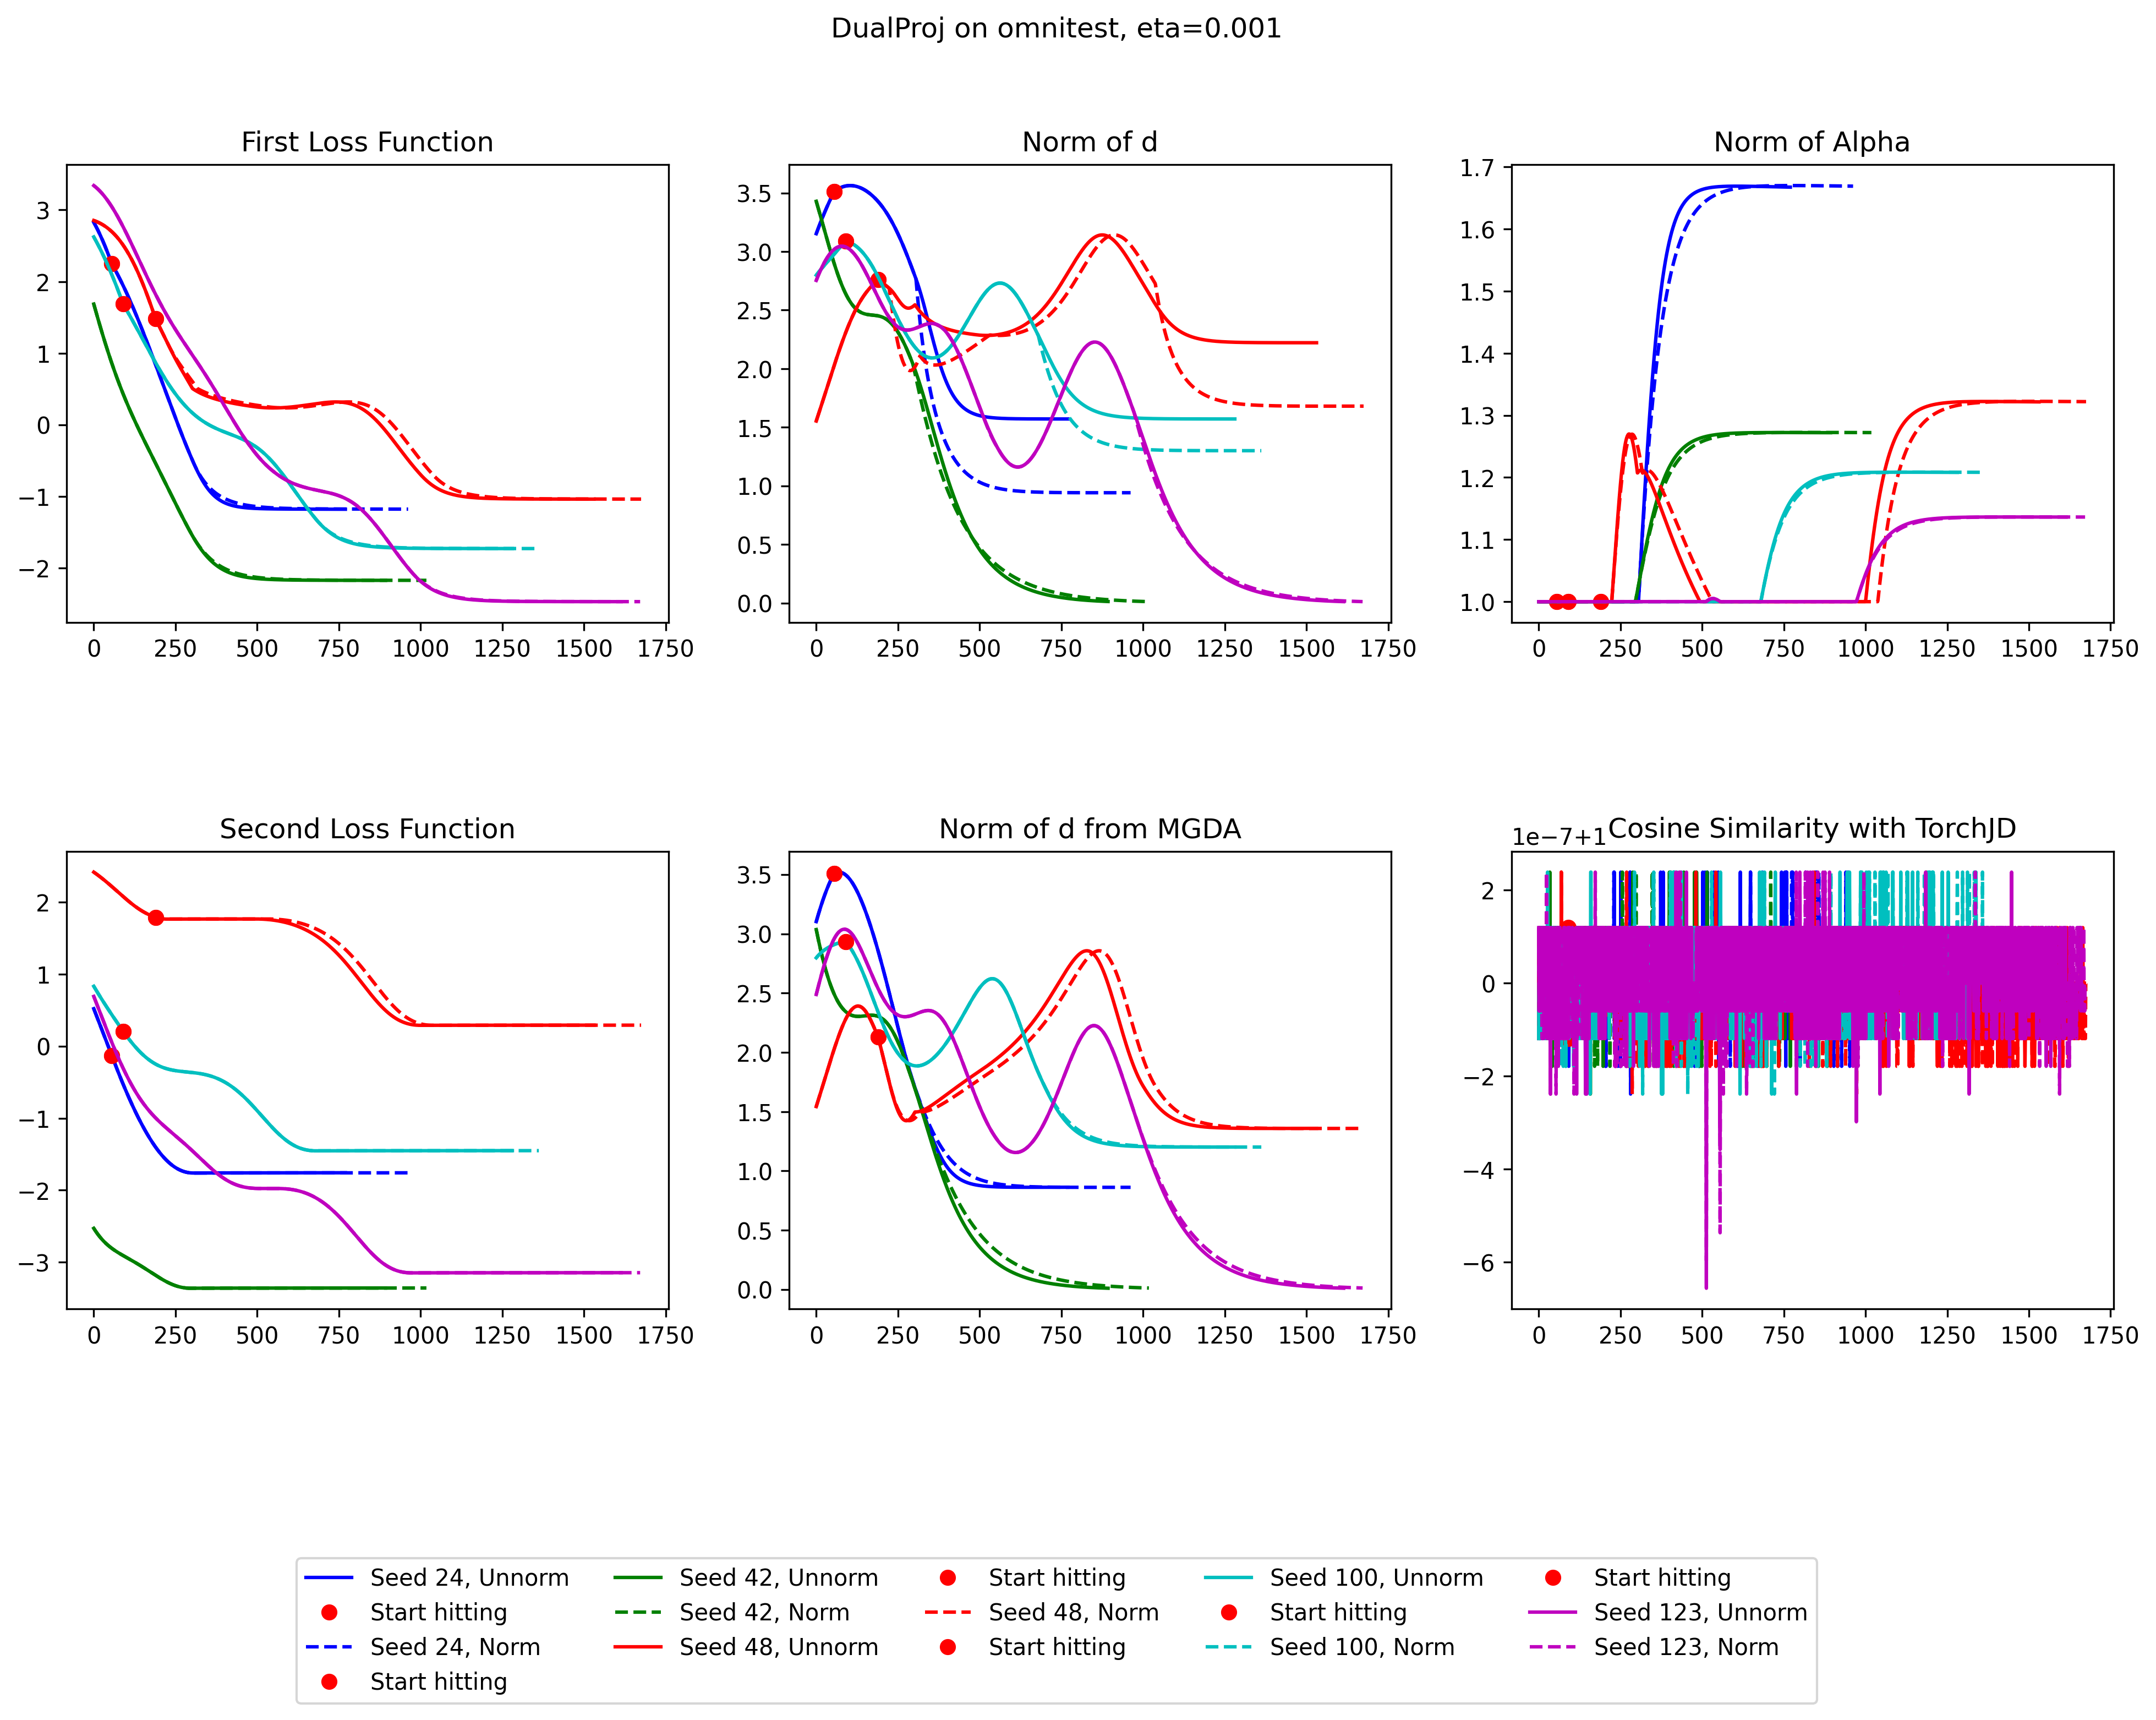 DualProj on omnitest, eta=0.001
First Loss Function
3
2
1
0
−1
−2
0 250 500 750 1000 1250 1500 1750
Norm of d
3.5
3.0
2.5
2.0
1.5
1.0
0.5
0.0
0 250 500 750 1000 1250 1500 1750
Norm of Alpha
1.7
1.6
1.5
1.4
1.3
1.2
1.1
1.0
0 250 500 750 1000 1250 1500 1750
Second Loss Function
2
1
0
−1
−2
−3
0 250 500 750 1000 1250 1500 1750
Norm of d from MGDA
3.5
3.0
2.5
2.0
1.5
1.0
0.5
0.0
0 250 500 750 1000 1250 1500 1750
Cosine Similarity with TorchJD
1e−7+1
2
0
−2
−4
−6
0 250 500 750 1000 1250 1500 1750
Seed 24, Unnorm
Start hitting
Seed 24, Norm
Start hitting
Seed 42, Unnorm
Seed 42, Norm
Seed 48, Unnorm
Start hitting
Seed 48, Norm
Start hitting
Seed 100, Unnorm
Start hitting
Seed 100, Norm
Start hitting
Seed 123, Unnorm
Seed 123, Norm